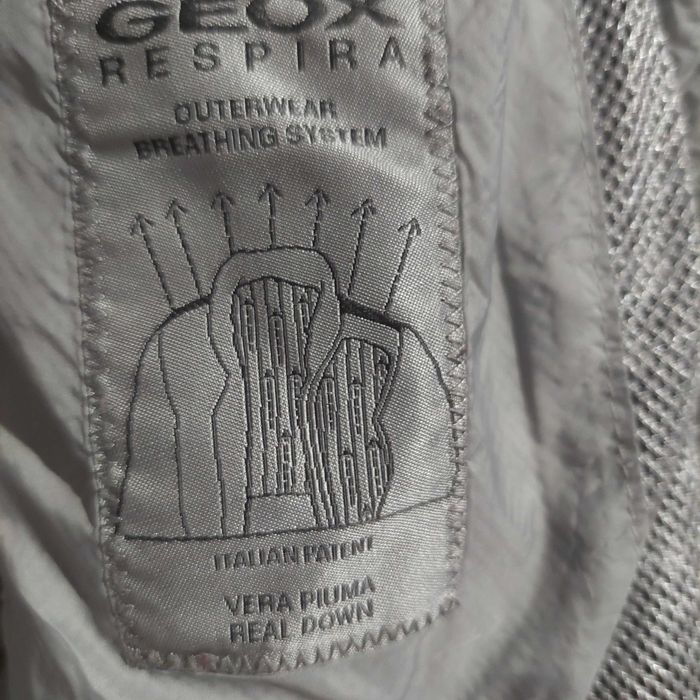 GEOX
RESPIRA
OUTERWEAR
BREATHING SYSTEM
ITALIAN PATENT
VERA PIUMA
REAL DOWN